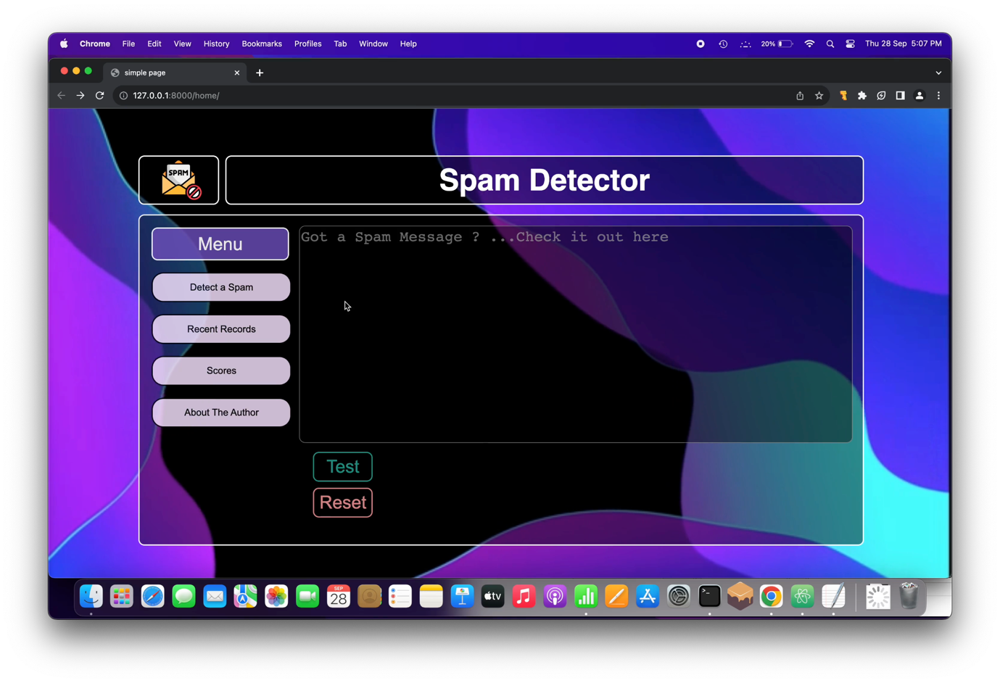 Chrome File Edit View History Bookmarks Profiles Tab Window Help 20% Thu 28 Sep 5:07 PM
simple page
127.0.0.1:8000/home/
SPAM
Spam Detector
Menu
Got a Spam Message ? ...Check it out here
Detect a Spam
Recent Records
Scores
About The Author
Test
Reset
SEP
28
tv
>_